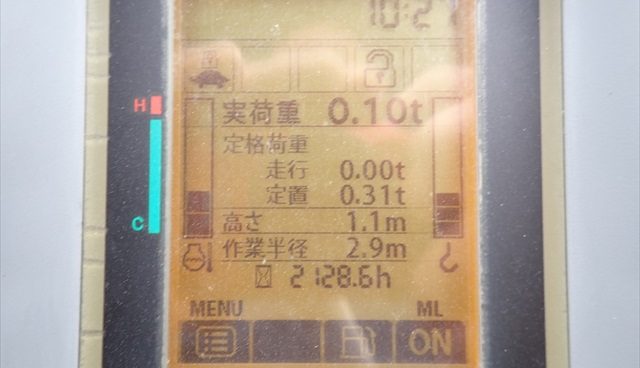 10:27
H
実荷重 0.10t
定格荷重
走行 0.00t
定置 0.31t
高さ 1.1m
C
作業半径 2.9m
2128.6h
MENU ML
ON